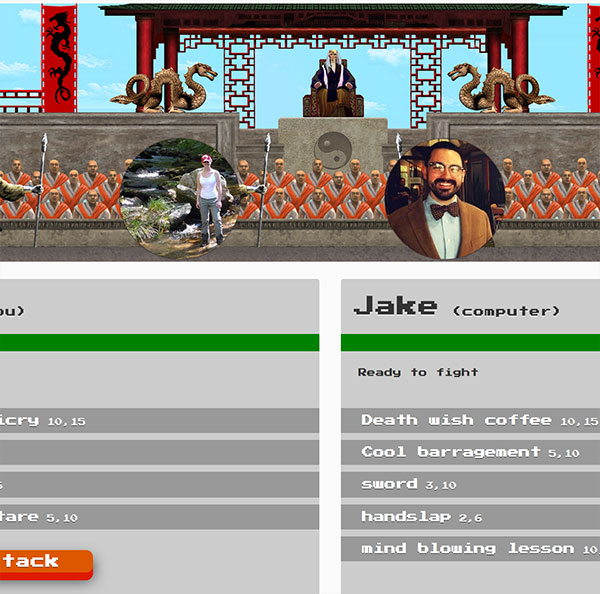 ou)
icry 10,15
s
tare 5,10
tack
Jake (computer)
Ready to fight
Death wish coffee 10,15
Cool barragement 5,10
sword 3,10
handslap 2,6
mind blowing lesson 10,